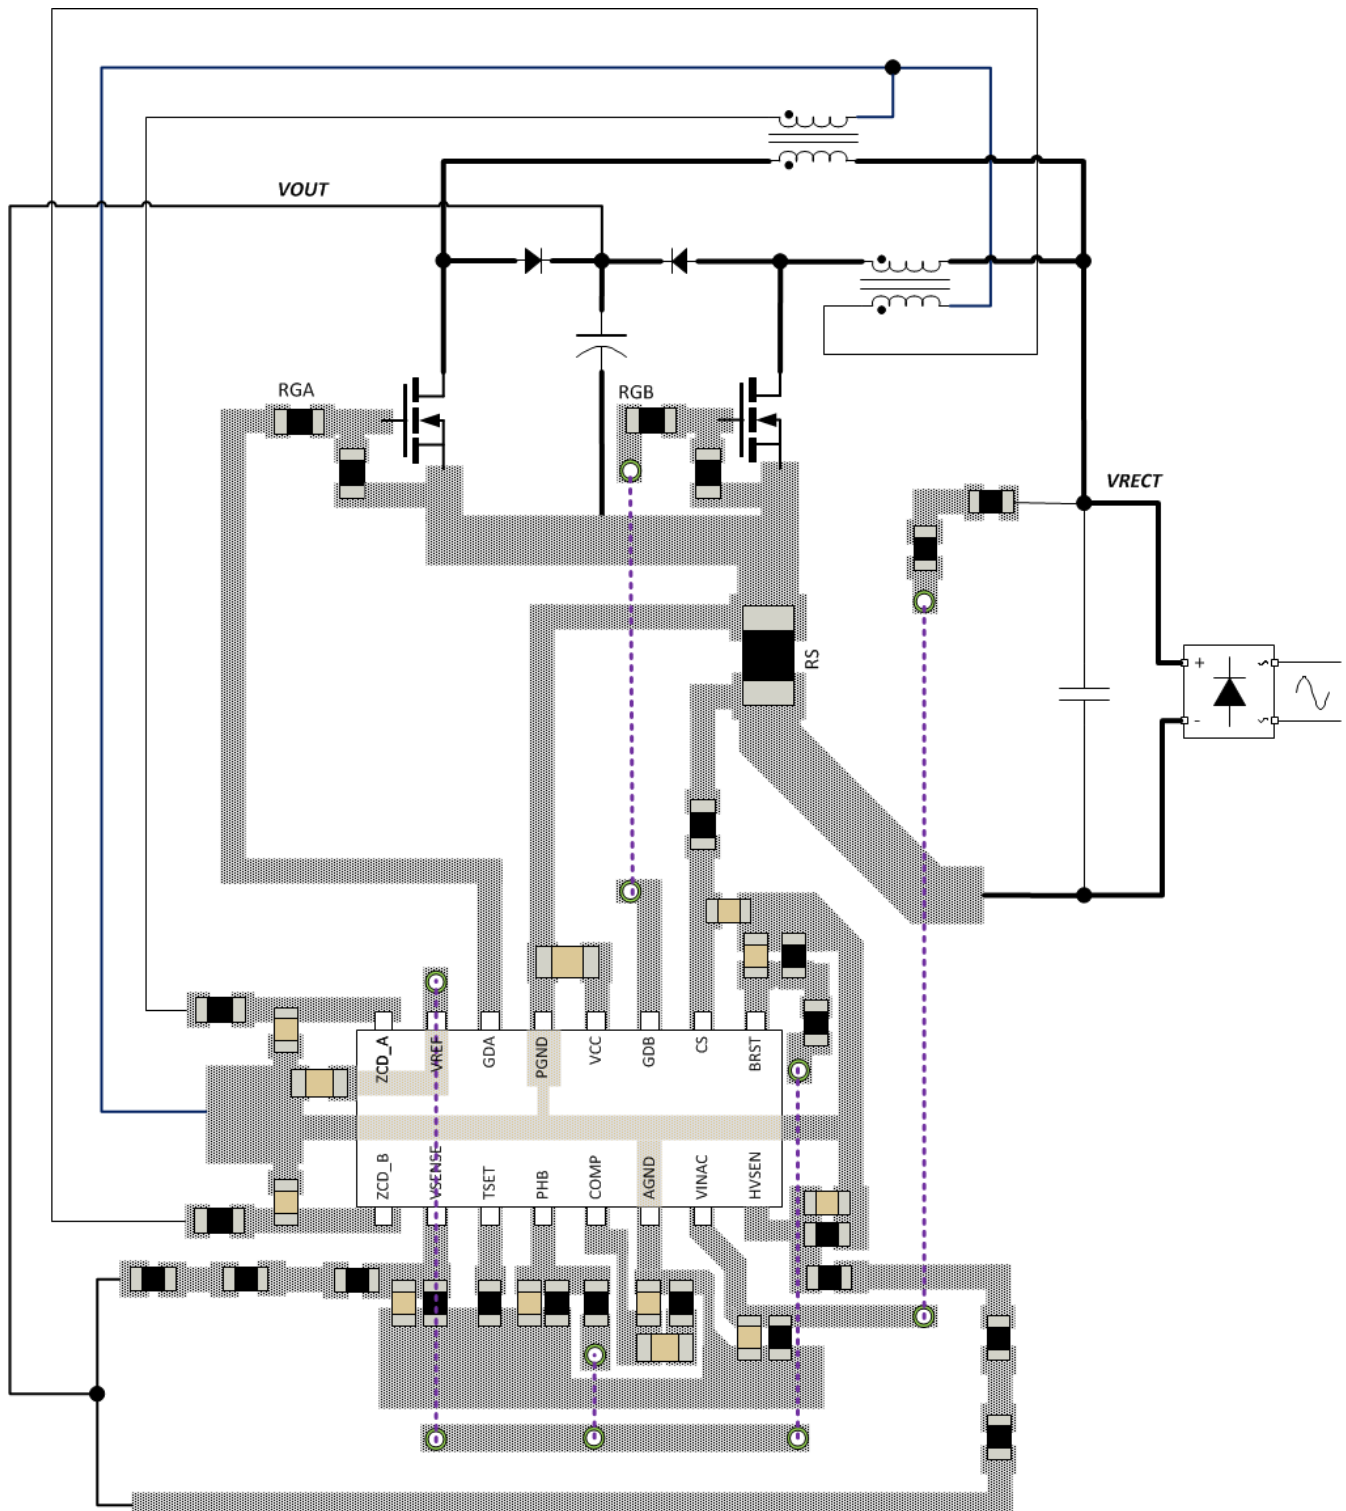 VOUT
RGA
RGB
VRECT
RS
+
-
ZCD_A
VREF
GDA
PGND
VCC
GDB
CS
BRST
ZCD_B
VSENSE
TSET
PHB
COMP
AGND
VINAC
HVSEN